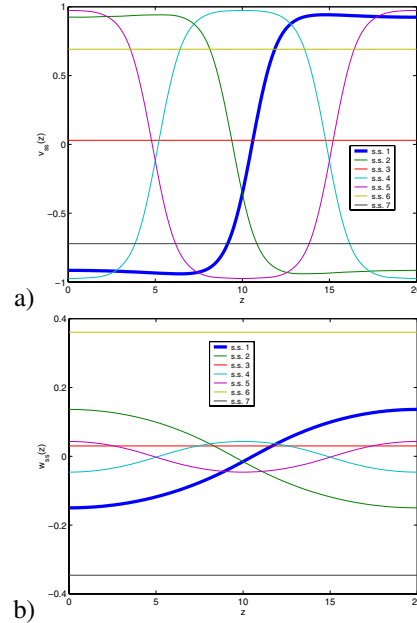 1
0.5
0
-0.5
-1
v_ss(z)
s.s. 1
s.s. 2
s.s. 3
s.s. 4
s.s. 5
s.s. 6
s.s. 7
0 5 10 15 20
z
a)
0.4
0.2
0
-0.2
-0.4
w_ss(z)
s.s. 1
s.s. 2
s.s. 3
s.s. 4
s.s. 5
s.s. 6
s.s. 7
0 5 10 15 20
z
b)